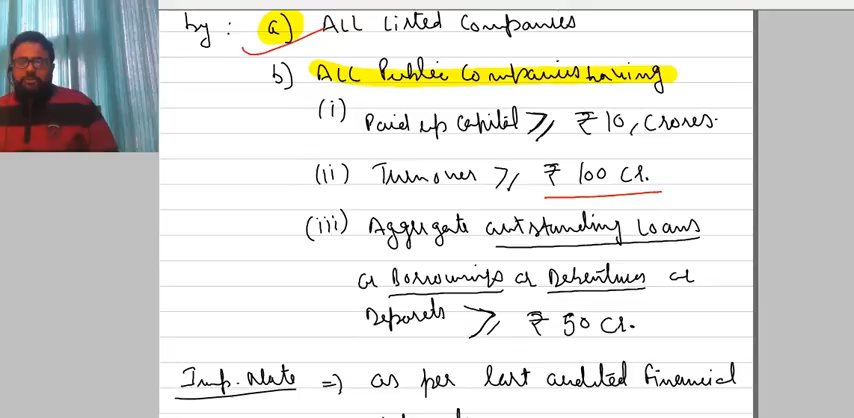 by : a) ALL Listed Companies
b) ALL Public Companies having
(i) Paid up capital ⩾ ₹ 10, Crores.
(ii) Turnover ⩾ ₹ 100 Cr.
(iii) Aggregate outstanding Loans
or Borrowings or Debentures or
Deposits ⩾ ₹ 50 Cr.
Imp. Note ⇒ as per last audited financial